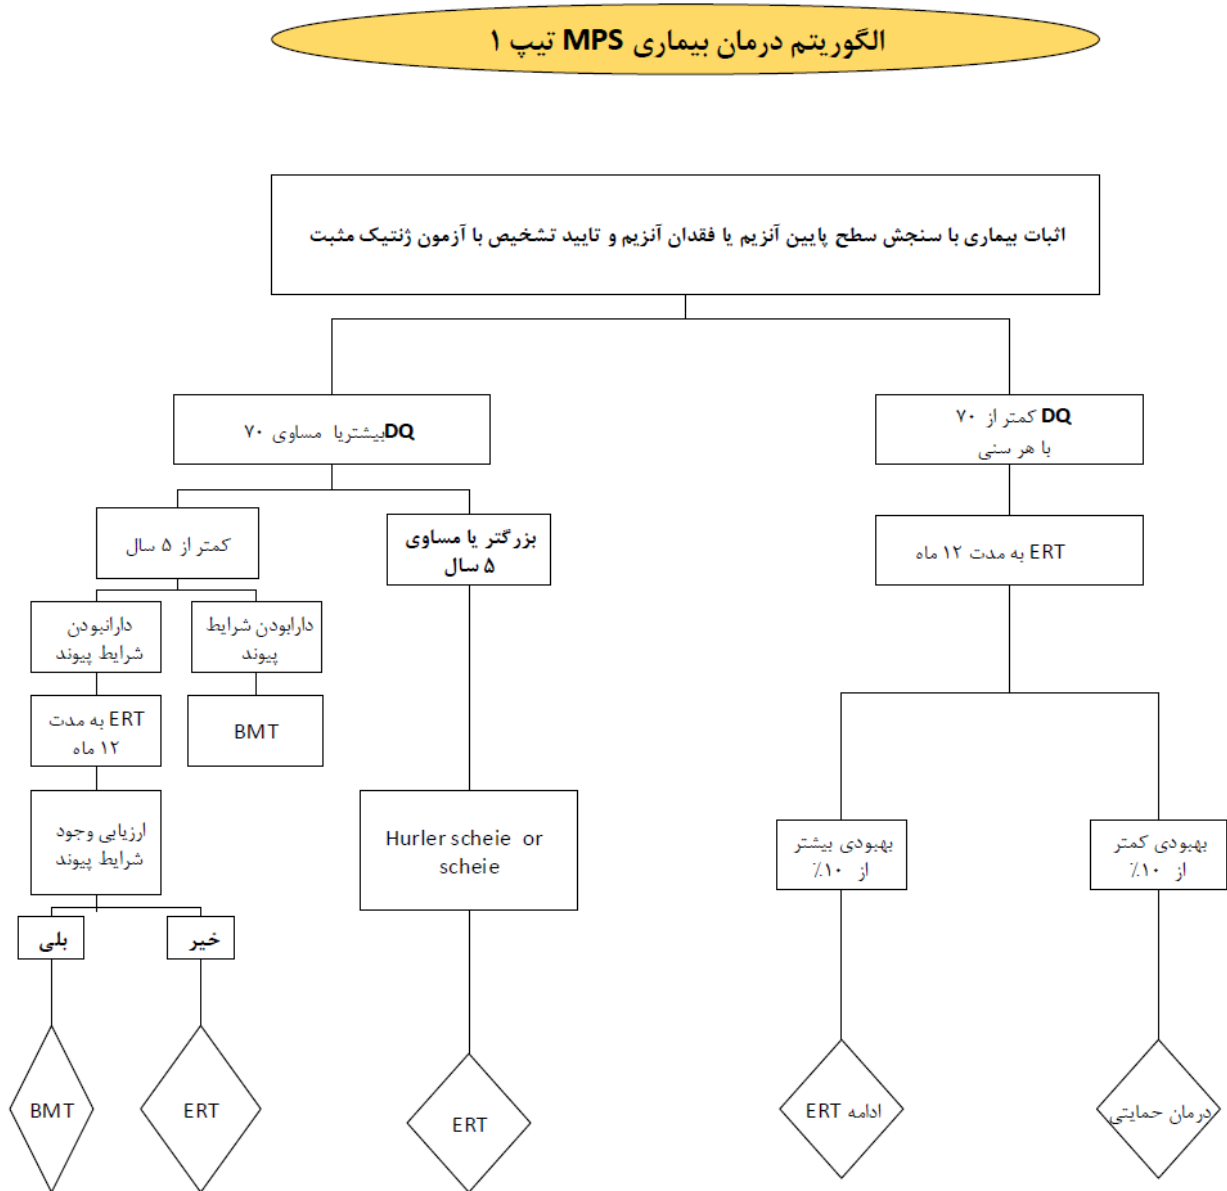 الگوریتم درمان بیماری MPS تیپ ۱
اثبات بیماری با سنجش سطح پایین آنزیم یا فقدان آنزیم و تایید تشخیص با آزمون ژنتیک مثبت
DQ کمتر از ۷۰
با هر سنی
DQبیشتریا مساوی ۷۰
ERT به مدت ۱۲ ماه
بزرگتر یا مساوی
۵ سال
کمتر از ۵ سال
دارابودن شرایط
پیوند
دارانبودن
شرایط پیوند
BMT
ERT به مدت
۱۲ ماه
بهبودی کمتر
از ۱۰٪
بهبودی بیشتر
از ۱۰٪
Hurler scheie or
scheie
ارزیابی وجود
شرایط پیوند
خیر
بلی
درمان حمایتی
ادامه ERT
ERT
ERT
BMT